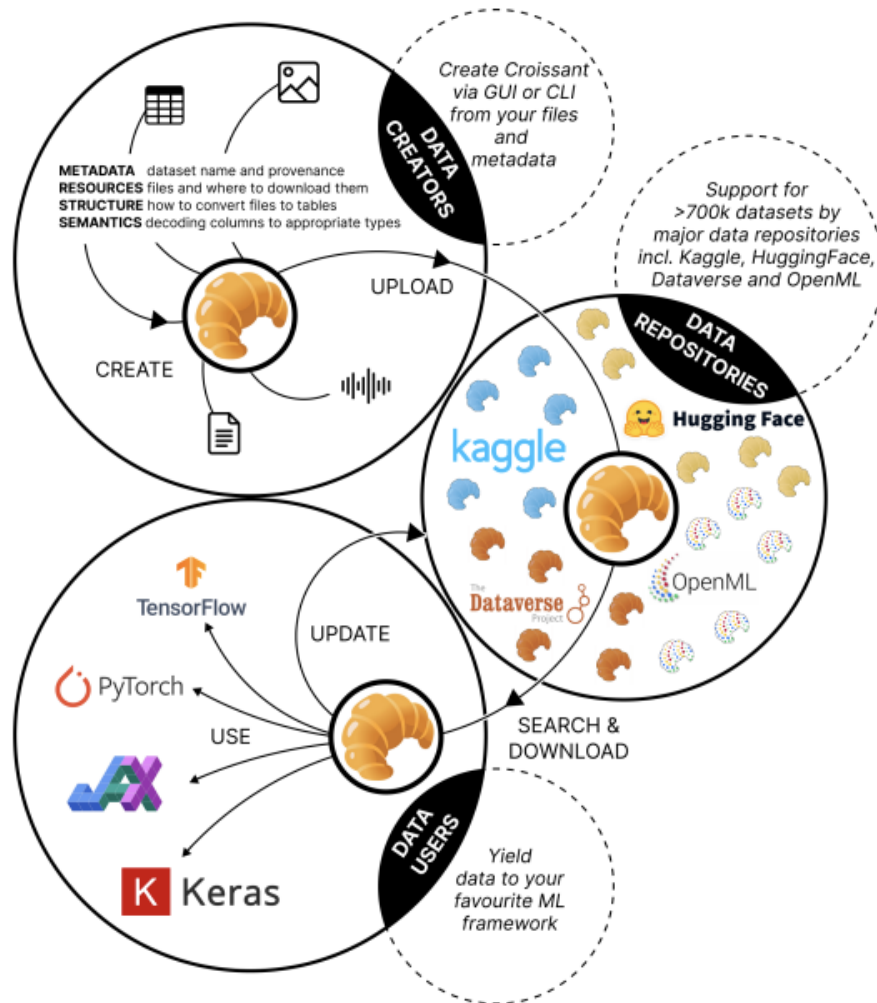 Create Croissant
via GUI or CLI
from your files
and
metadata
DATA
CREATORS
METADATA dataset name and provenance
RESOURCES files and where to download them
STRUCTURE how to convert files to tables
SEMANTICS decoding columns to appropriate types
UPLOAD
CREATE
Support for
>700k datasets by
major data repositories
incl. Kaggle, HuggingFace,
Dataverse and OpenML
DATA
REPOSITORIES
Hugging Face
kaggle
OpenML
The
Dataverse
Project
TensorFlow
UPDATE
PyTorch
USE
SEARCH &
DOWNLOAD
JAX
DATA
USERS
K Keras
Yield
data to your
favourite ML
framework